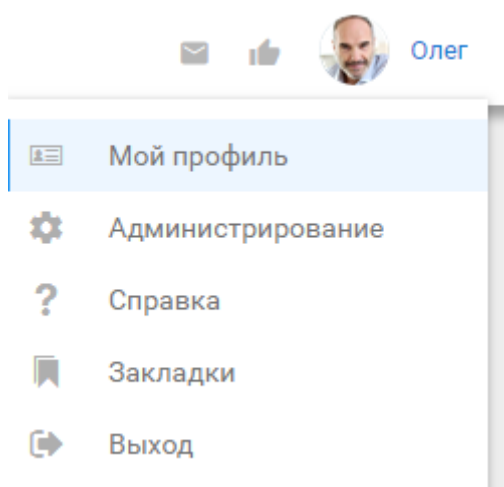 Олег
Мой профиль
Администрирование
Справка
Закладки
Выход